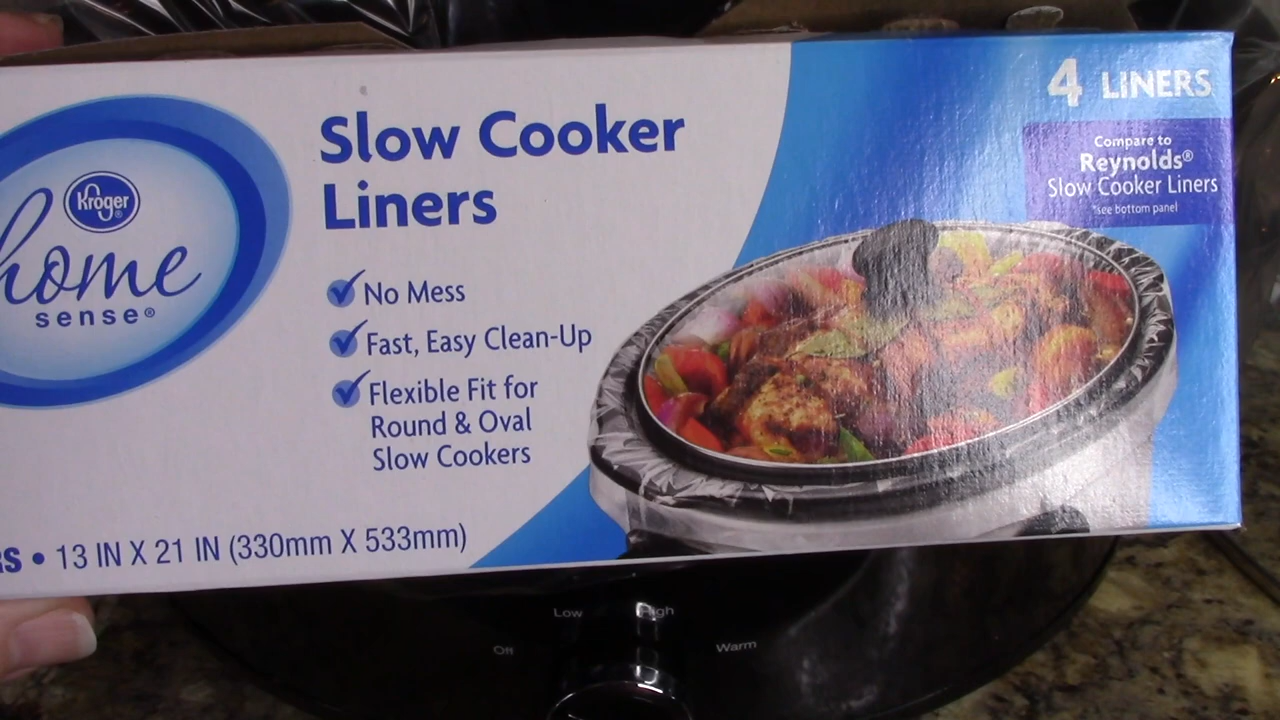 4 LINERS
Compare to
Reynolds®
Slow Cooker Liners
*see bottom panel
Slow Cooker
Liners
Kroger
home
sense®
No Mess
Fast, Easy Clean-Up
Flexible Fit for
Round & Oval
Slow Cookers
RS • 13 IN X 21 IN (330mm X 533mm)
Low High
Off Warm